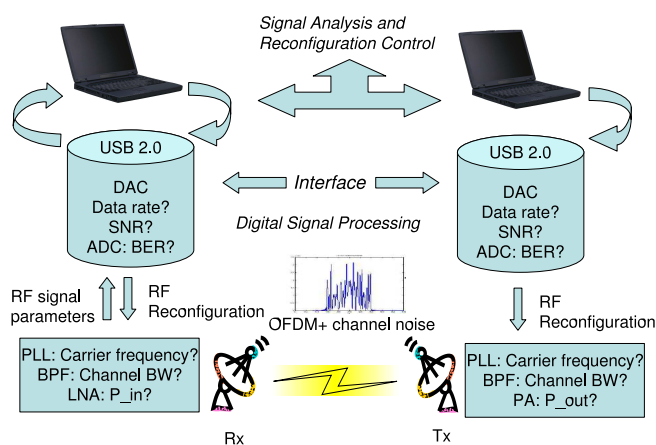 Signal Analysis and
Reconfiguration Control
USB 2.0
DAC
Data rate?
SNR?
ADC: BER?
Interface
Digital Signal Processing
USB 2.0
DAC
Data rate?
SNR?
ADC: BER?
RF signal
parameters
RF
Reconfiguration
OFDM+ channel noise
RF
Reconfiguration
PLL: Carrier frequency?
BPF: Channel BW?
LNA: P_in?
Rx
Tx
PLL: Carrier frequency?
BPF: Channel BW?
PA: P_out?